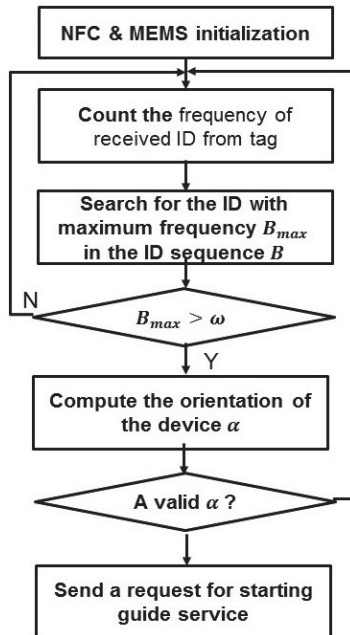 NFC & MEMS initialization
Count the frequency of
received ID from tag
Search for the ID with
maximum frequency B_max
in the ID sequence B
N
B_max > ω
Y
Compute the orientation of
the device α
A valid α ?
Send a request for starting
guide service